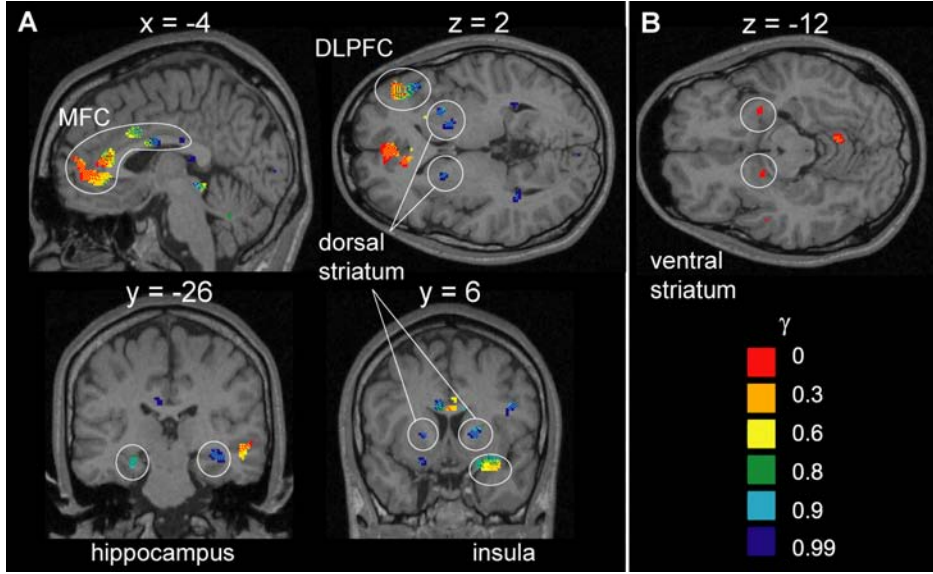 A
x = -4
z = 2
B
z = -12
DLPFC
MFC
dorsal
striatum
ventral
striatum
y = -26
y = 6
hippocampus
insula
γ
0
0.3
0.6
0.8
0.9
0.99